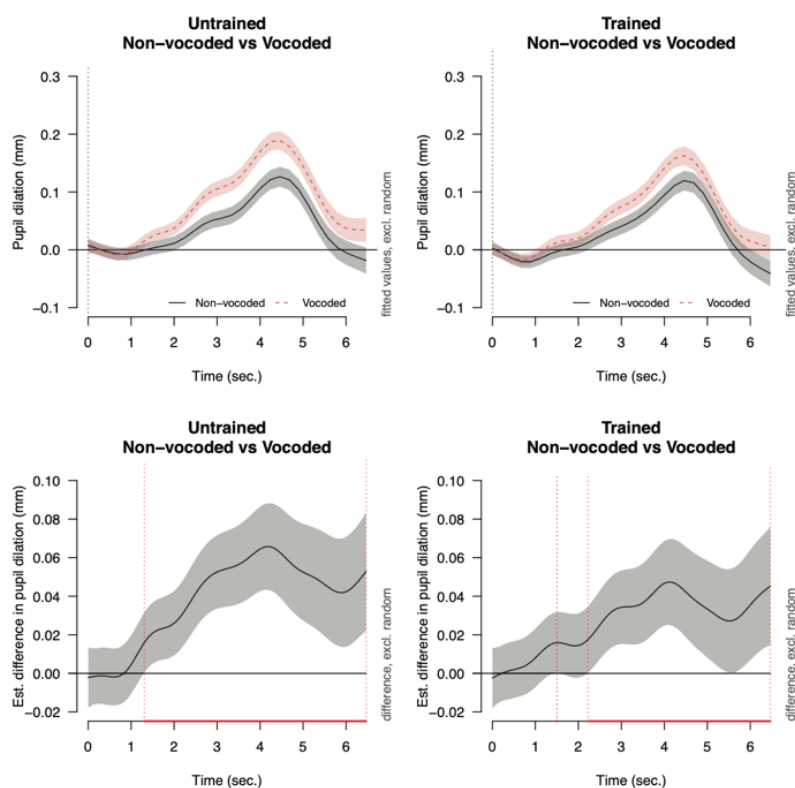 Untrained
Non−vocoded vs Vocoded
Pupil dilation (mm)
0.3
0.2
0.1
0.0
−0.1
Non−vocoded Vocoded
0 1 2 3 4 5 6
Time (sec.)
fitted values, excl. random
Trained
Non−vocoded vs Vocoded
Pupil dilation (mm)
0.3
0.2
0.1
0.0
−0.1
Non−vocoded Vocoded
0 1 2 3 4 5 6
Time (sec.)
fitted values, excl. random
Untrained
Non−vocoded vs Vocoded
Est. difference in pupil dilation (mm)
0.10
0.08
0.06
0.04
0.02
0.00
−0.02
0 1 2 3 4 5 6
Time (sec.)
difference, excl. random
Trained
Non−vocoded vs Vocoded
Est. difference in pupil dilation (mm)
0.10
0.08
0.06
0.04
0.02
0.00
−0.02
0 1 2 3 4 5 6
Time (sec.)
difference, excl. random